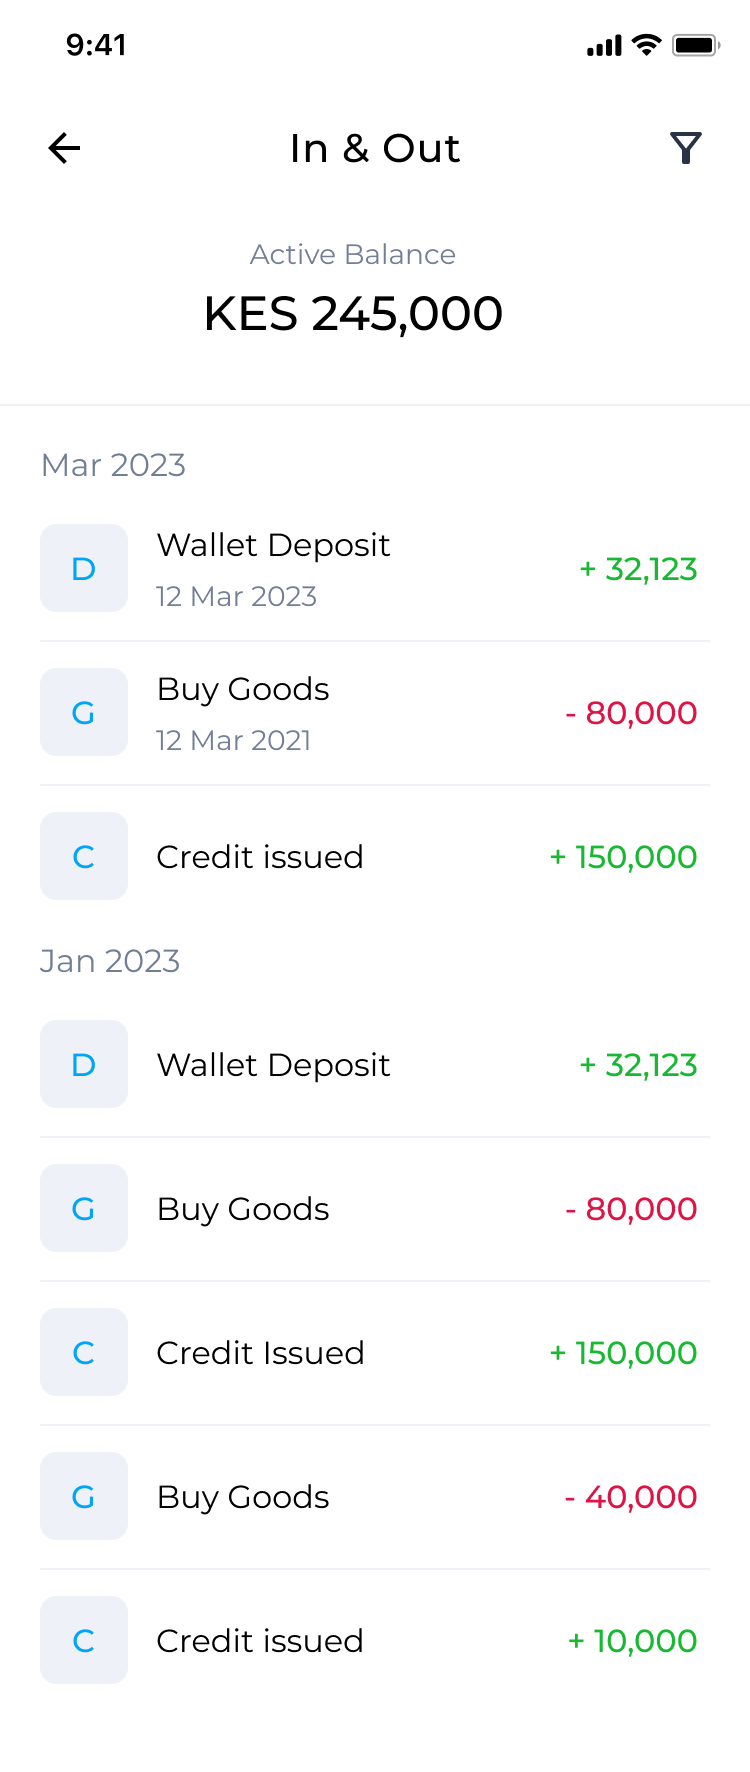 9:41
In & Out
Active Balance
KES 245,000
Mar 2023
D
Wallet Deposit
12 Mar 2023
+ 32,123
G
Buy Goods
12 Mar 2021
- 80,000
C
Credit issued
+ 150,000
Jan 2023
D
Wallet Deposit
+ 32,123
G
Buy Goods
- 80,000
C
Credit Issued
+ 150,000
G
Buy Goods
- 40,000
C
Credit issued
+ 10,000